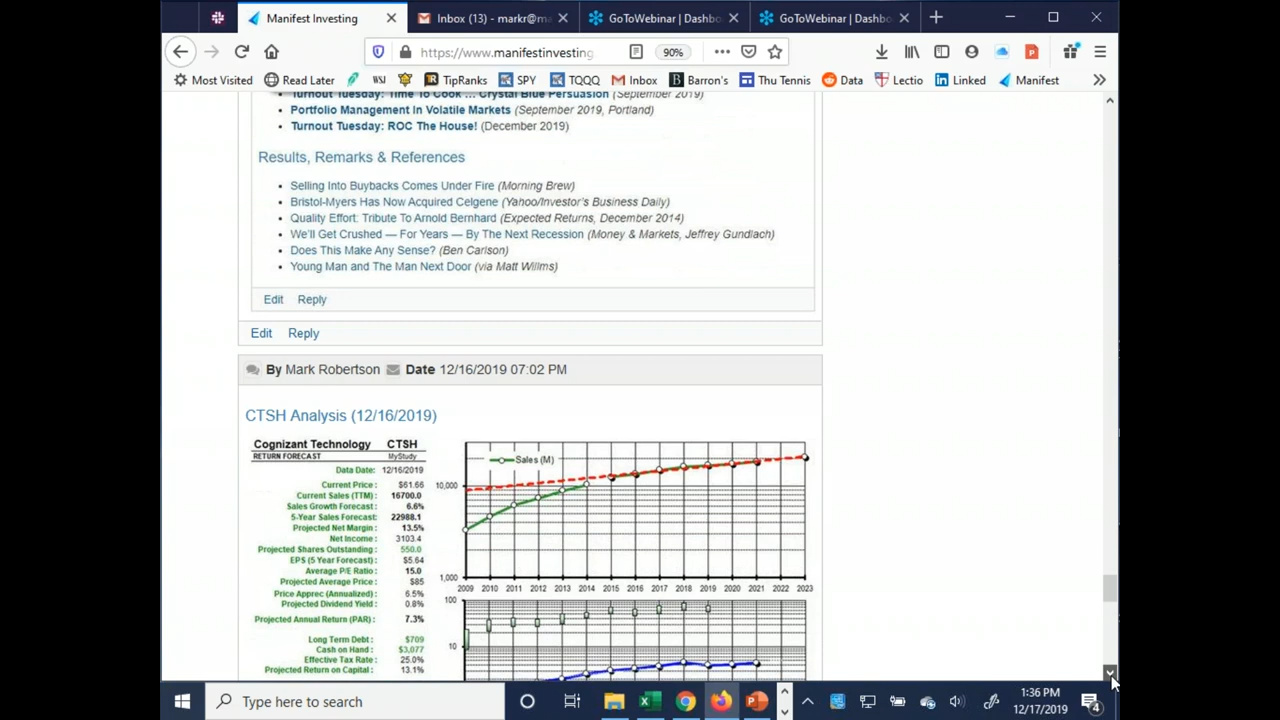 Manifest Investing
Inbox (13) - markr@ma
GoToWebinar | Dashbo
GoToWebinar | Dashbo
https://www.manifestinvesting
90%
Most Visited
Read Later
WSJ
TipRanks
SPY
TQQQ
Inbox
Barron's
Thu Tennis
Data
Lectio
Linked
Manifest
Turnout Tuesday: Time To Cook ... Crystal Blue Persuasion (September 2019)
Portfolio Management In Volatile Markets (September 2019, Portland)
Turnout Tuesday: ROC The House! (December 2019)
Results, Remarks & References
Selling Into Buybacks Comes Under Fire (Morning Brew)
Bristol-Myers Has Now Acquired Celgene (Yahoo/Investor's Business Daily)
Quality Effort: Tribute To Arnold Bernhard (Expected Returns, December 2014)
We'll Get Crushed — For Years — By The Next Recession (Money & Markets, Jeffrey Gundlach)
Does This Make Any Sense? (Ben Carlson)
Young Man and The Man Next Door (via Matt Willms)
Edit Reply
Edit Reply
By Mark Robertson Date 12/16/2019 07:02 PM
CTSH Analysis (12/16/2019)
Cognizant Technology CTSH
RETURN FORECAST MyStudy
Data Date: 12/16/2019
Current Price: $61.66
Current Sales (TTM): 16700.0
Sales Growth Forecast: 6.6%
5-Year Sales Forecast: 22988.1
Projected Net Margin: 13.5%
Net Income: 3103.4
Projected Shares Outstanding: 550.0
EPS (5 Year Forecast): $5.64
Average P/E Ratio: 15.0
Projected Average Price: $85
Price Apprec (Annualized): 6.5%
Projected Dividend Yield: 0.8%
Projected Annual Return (PAR): 7.3%
Long Term Debt: $709
Cash on Hand: $3,077
Effective Tax Rate: 25.0%
Projected Return on Capital: 13.1%
Sales (M)
10,000
1,000
2009 2010 2011 2012 2013 2014 2015 2016 2017 2018 2019 2020 2021 2022 2023
100
10
Type here to search
1:36 PM
12/17/2019
4